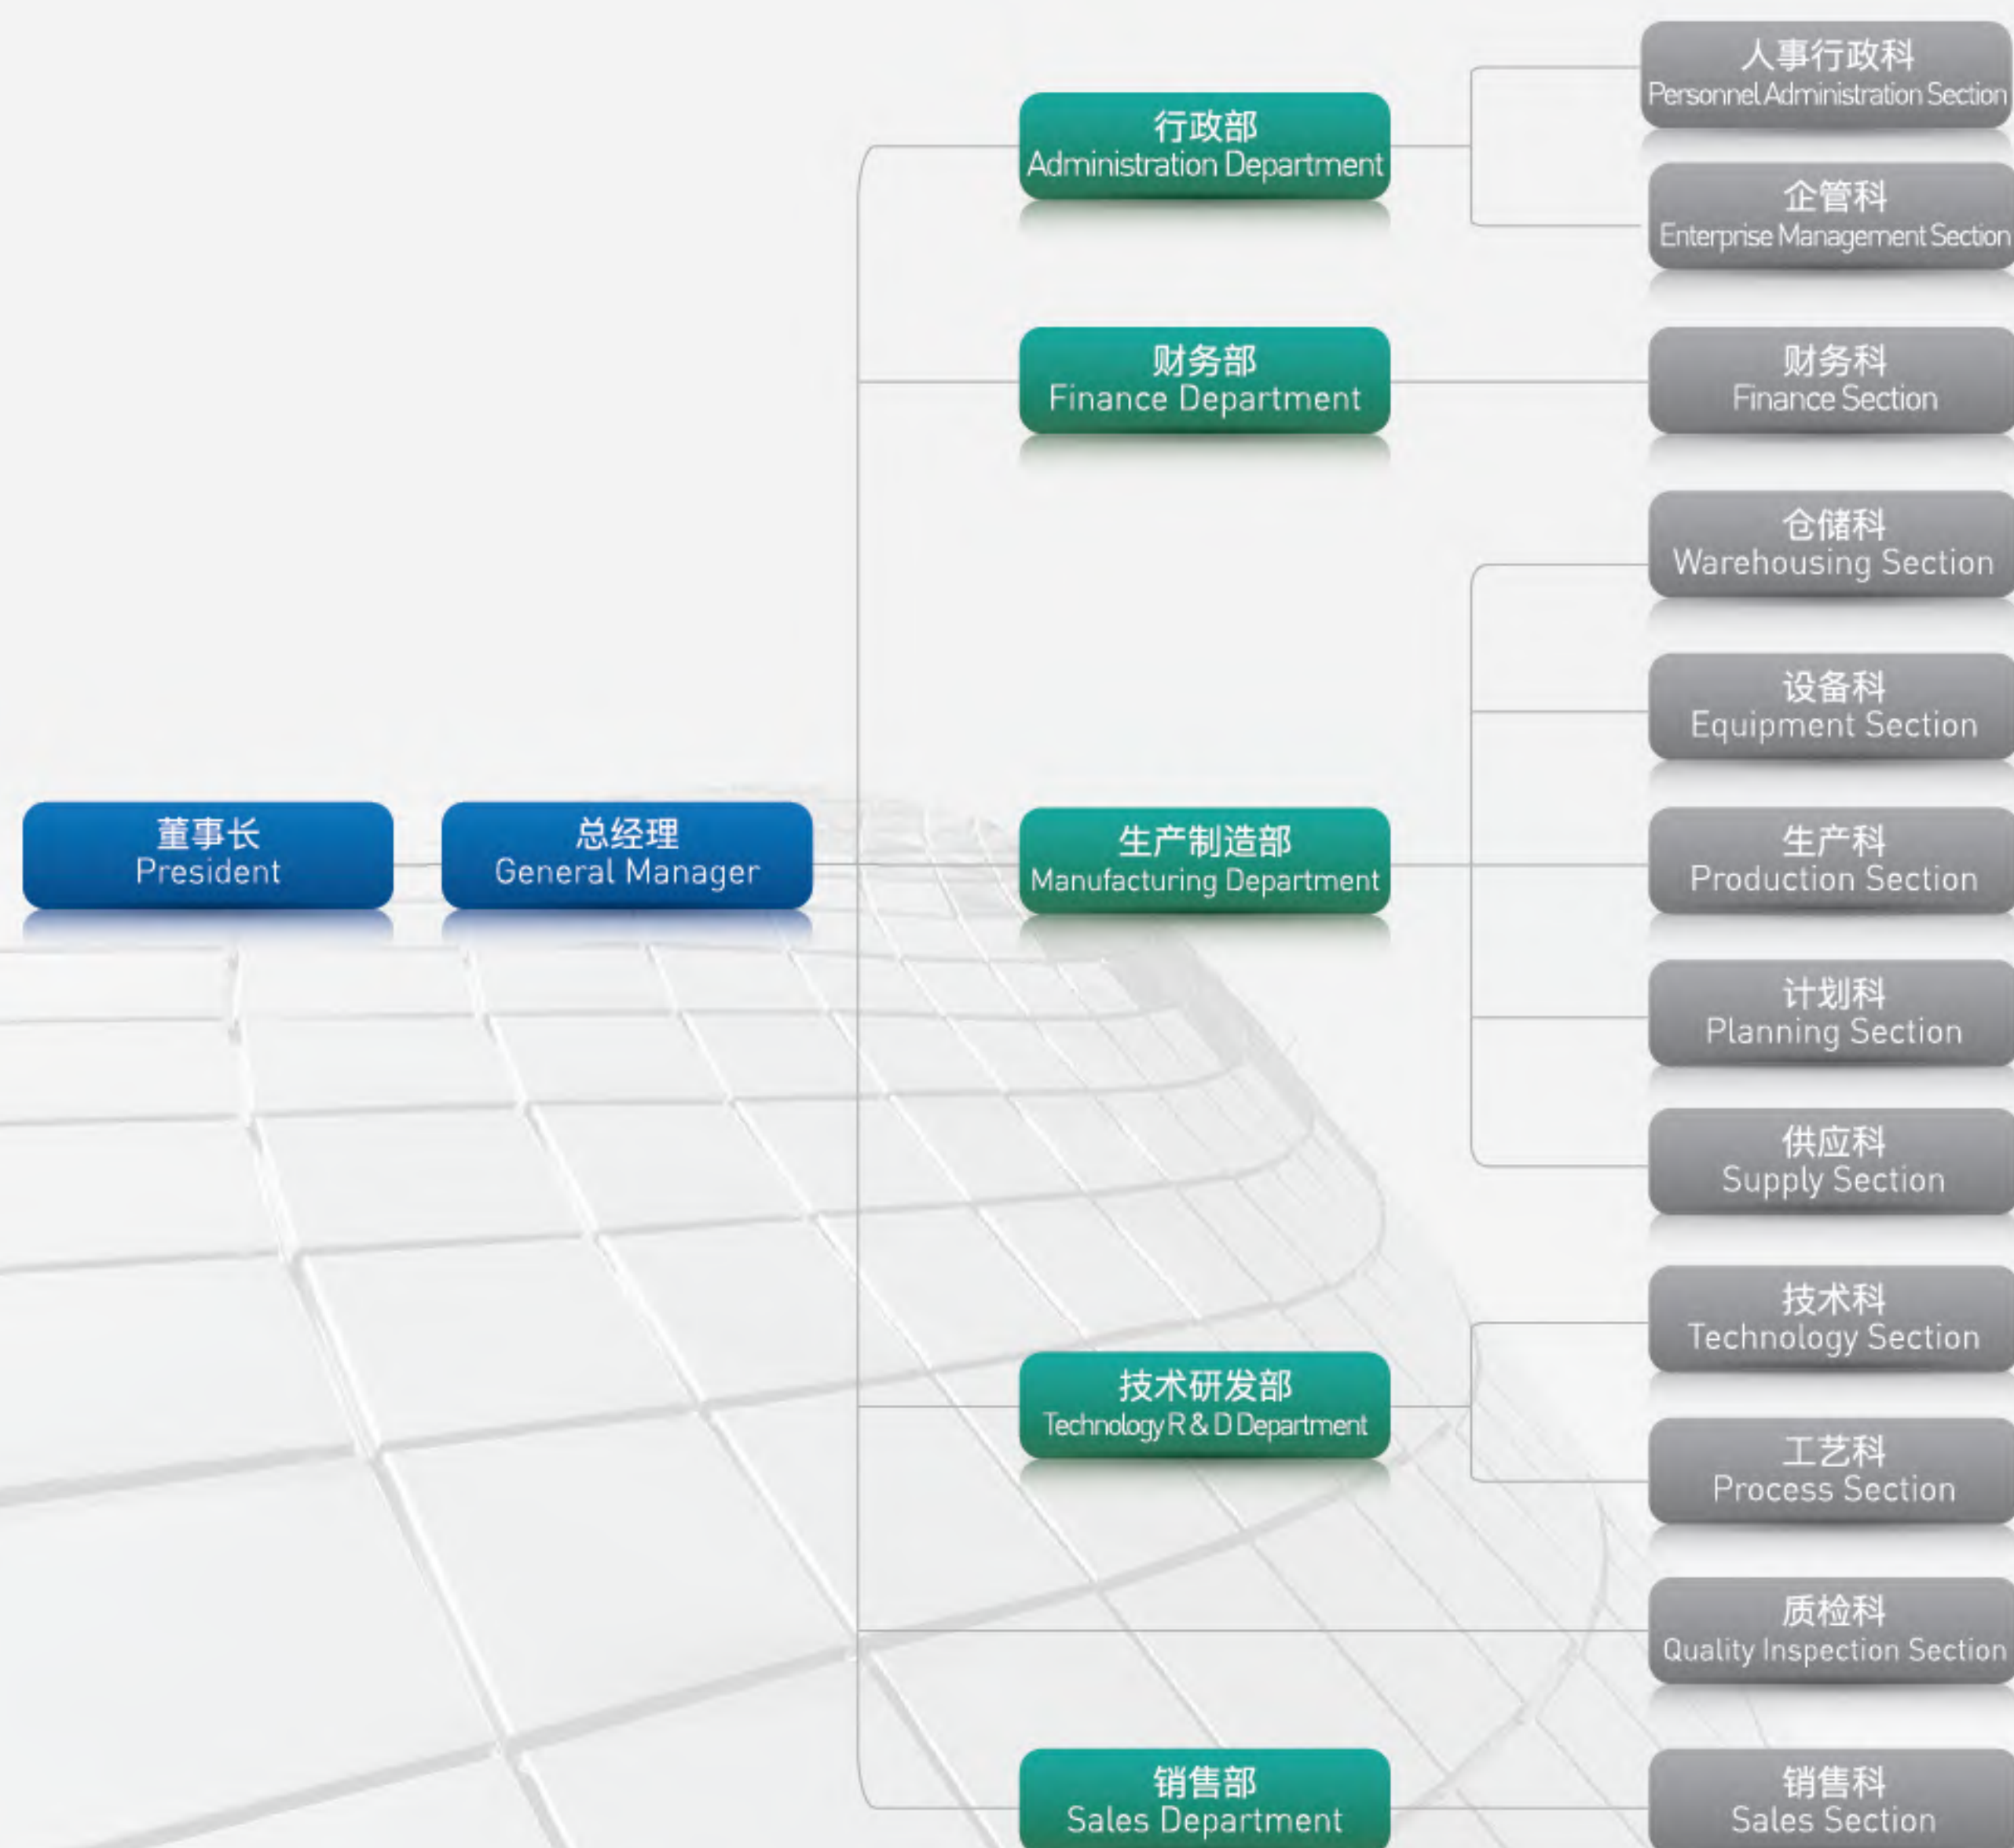 董事长
President
总经理
General Manager
行政部
Administration Department
人事行政科
Personnel Administration Section
企管科
Enterprise Management Section
财务部
Finance Department
财务科
Finance Section
生产制造部
Manufacturing Department
仓储科
Warehousing Section
设备科
Equipment Section
生产科
Production Section
计划科
Planning Section
供应科
Supply Section
技术研发部
Technology R & D Department
技术科
Technology Section
工艺科
Process Section
质检科
Quality Inspection Section
销售部
Sales Department
销售科
Sales Section